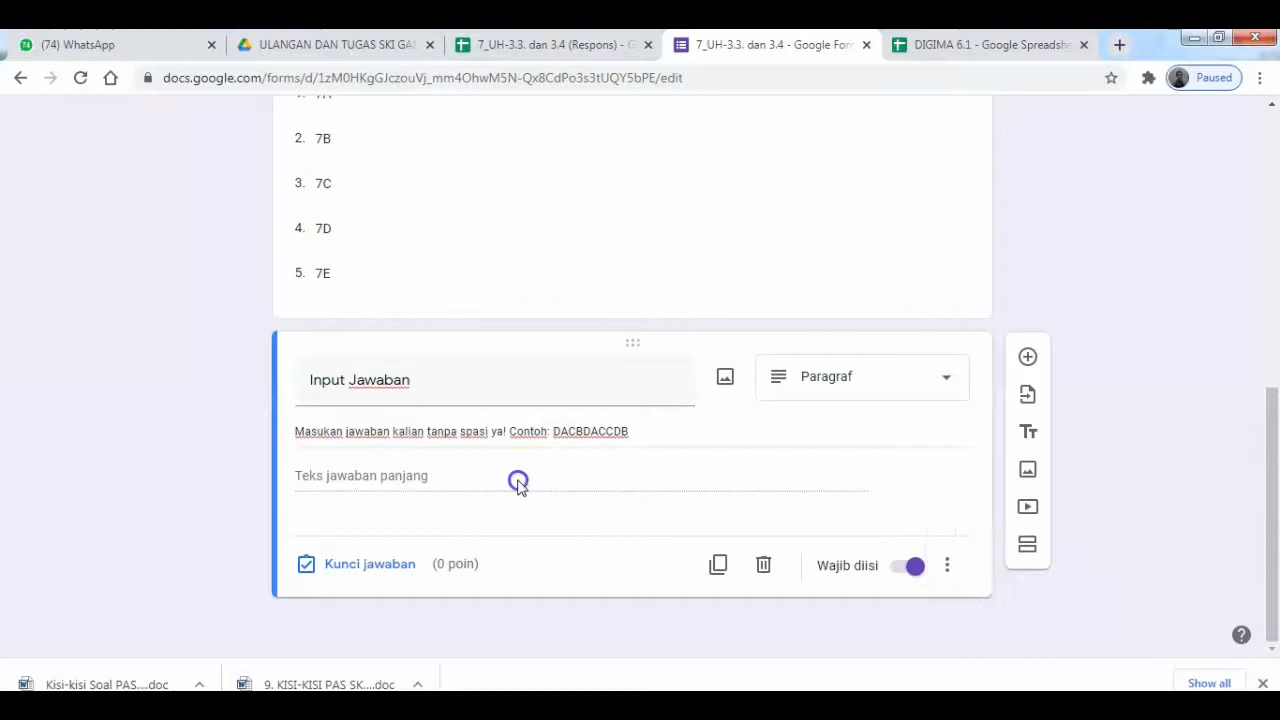 (74) WhatsApp
ULANGAN DAN TUGAS SKI GA
7_UH-3.3. dan 3.4 (Respons) - G
7_UH-3.3. dan 3.4 - Google For
DIGIMA 6.1 - Google Spreadshe
docs.google.com/forms/d/1zM0HKgGJczouVj_mm4OhwM5N-Qx8CdPo3s3tUQY5bPE/edit
Paused
2. 7B
3. 7C
4. 7D
5. 7E
Input Jawaban
Paragraf
Masukan jawaban kalian tanpa spasi ya! Contoh: DACBDACCDB
Teks jawaban panjang
Kunci jawaban (0 poin)
Wajib diisi
Kisi-kisi Soal PAS....doc
9. KISI-KISI PAS SK....doc
Show all